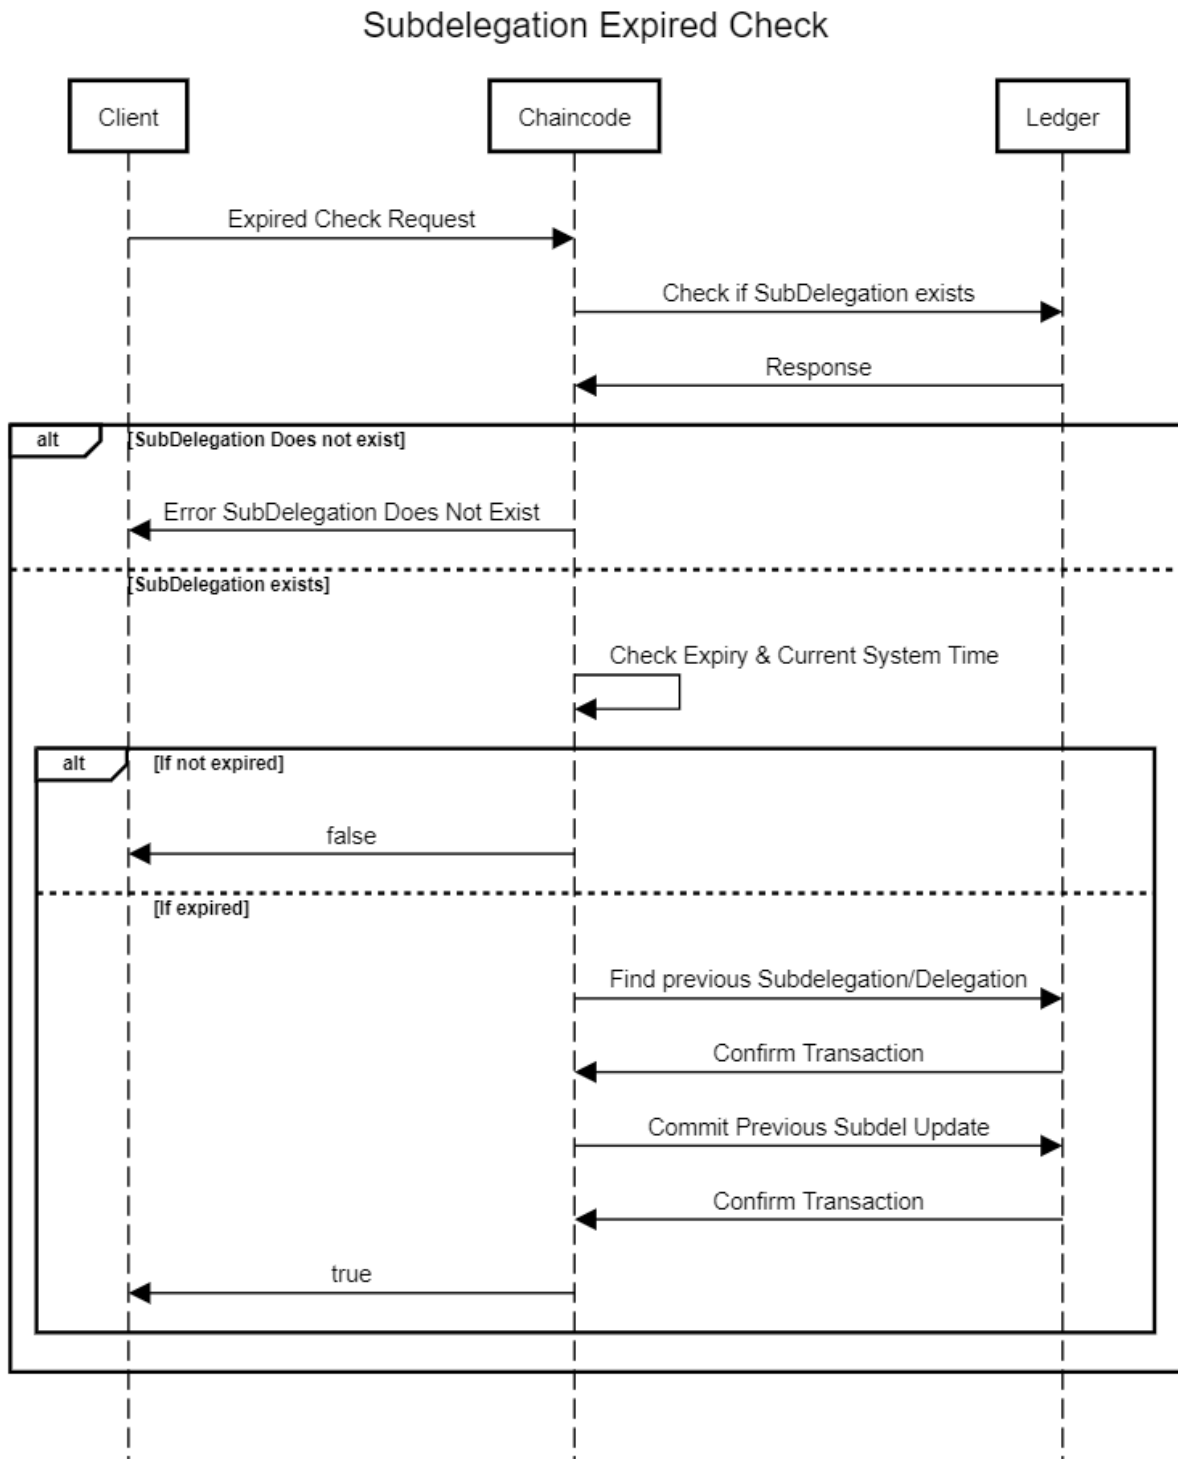 Subdelegation Expired Check
Client
Chaincode
Ledger
Expired Check Request
Check if SubDelegation exists
Response
alt
[SubDelegation Does not exist]
Error SubDelegation Does Not Exist
[SubDelegation exists]
Check Expiry & Current System Time
alt
[If not expired]
false
[If expired]
Find previous Subdelegation/Delegation
Confirm Transaction
Commit Previous Subdel Update
Confirm Transaction
true